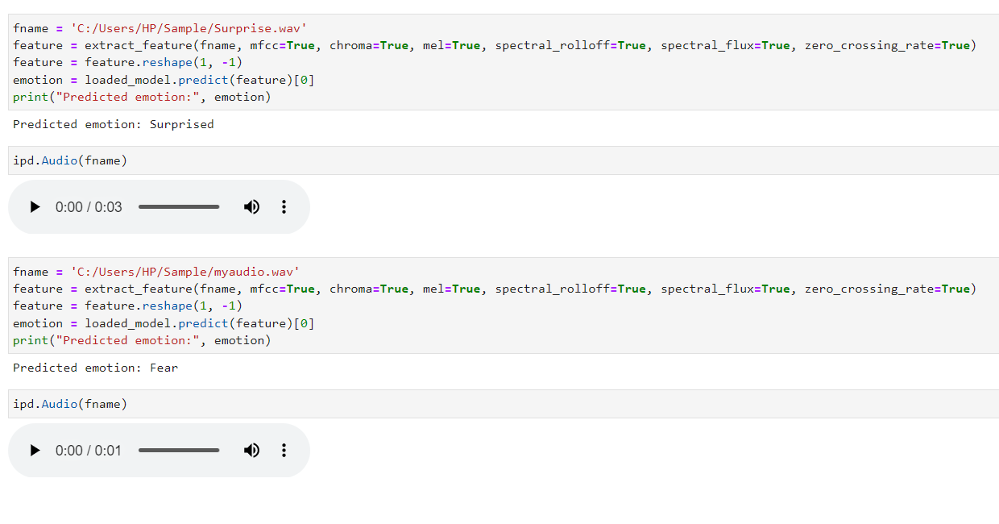 fname = 'C:/Users/HP/Sample/Surprise.wav'
feature = extract_feature(fname, mfcc=True, chroma=True, mel=True, spectral_rolloff=True, spectral_flux=True, zero_crossing_rate=True)
feature = feature.reshape(1, -1)
emotion = loaded_model.predict(feature)[0]
print("Predicted emotion:", emotion)
Predicted emotion: Surprised
ipd.Audio(fname)
0:00 / 0:03
fname = 'C:/Users/HP/Sample/myaudio.wav'
feature = extract_feature(fname, mfcc=True, chroma=True, mel=True, spectral_rolloff=True, spectral_flux=True, zero_crossing_rate=True)
feature = feature.reshape(1, -1)
emotion = loaded_model.predict(feature)[0]
print("Predicted emotion:", emotion)
Predicted emotion: Fear
ipd.Audio(fname)
0:00 / 0:01